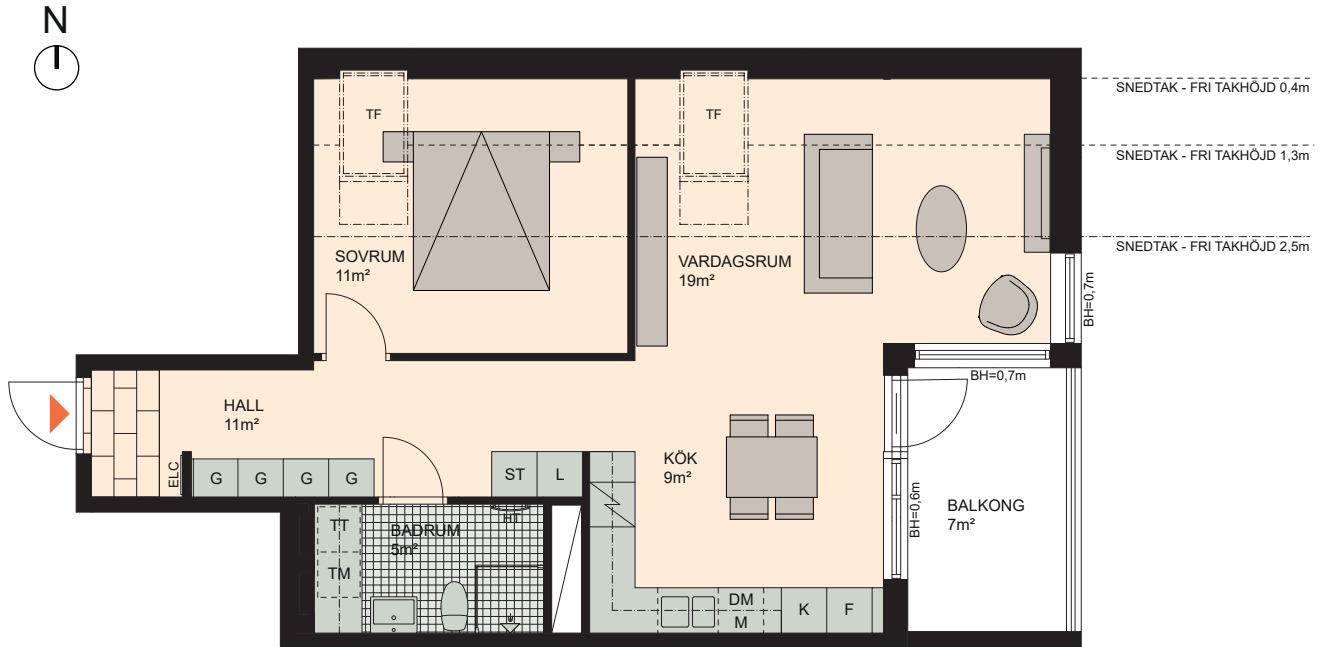 N
TF
TF
SNEDTAK - FRI TAKHÖJD 0,4m
SNEDTAK - FRI TAKHÖJD 1,3m
SNEDTAK - FRI TAKHÖJD 2,5m
SOVRUM
11m²
VARDAGSRUM
19m²
BH=0,7m
BH=0,7m
HALL
11m²
ELC
G
G
G
G
ST
L
KÖK
9m²
BH=0,6m
BALKONG
7m²
TT
TM
BADRUM
5m²
HT
DM
M
K
F